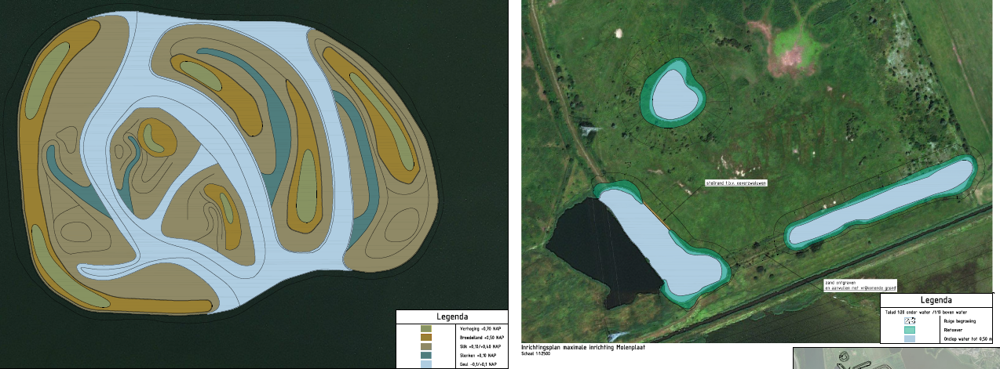 Legenda
Verhoging +0,70 NAP
Broedeiland +0,50 NAP
Slik +0,10/+0,40 NAP
Slenken +0,10 NAP
Geul -0,1/+0,1 NAP
steilrand t.b.v. oeverzwaluwen
zand ontgraven
en aanvullen met vrijkomende grond
Legenda
Talud 1:20 onder water /1:10 boven water
Ruige begroeiing
Rietoever
Ondiep water tot 0,50 m
Inrichtingsplan maximale inrichting Molenplaat
Schaal 1:2500